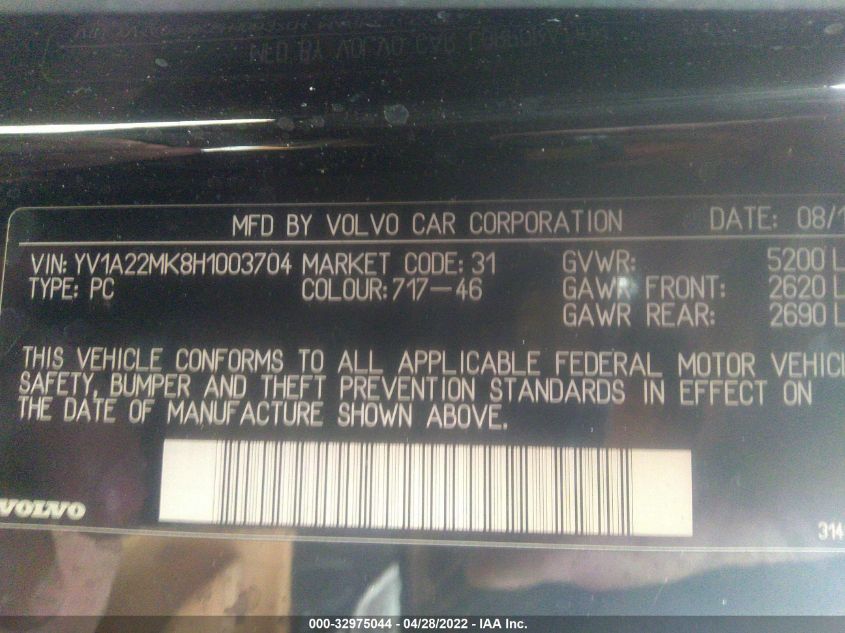 MFD BY VOLVO CAR CORPORATION DATE: 08/1
VIN: YV1A22MK8H1003704 MARKET CODE: 31 GVWR: 5200 L
TYPE: PC COLOUR: 717-46 GAWR FRONT: 2620 L
GAWR REAR: 2690 L
THIS VEHICLE CONFORMS TO ALL APPLICABLE FEDERAL MOTOR VEHICL
SAFETY, BUMPER AND THEFT PREVENTION STANDARDS IN EFFECT ON
THE DATE OF MANUFACTURE SHOWN ABOVE.
VOLVO
314
000-32975044 - 04/28/2022 - IAA Inc.